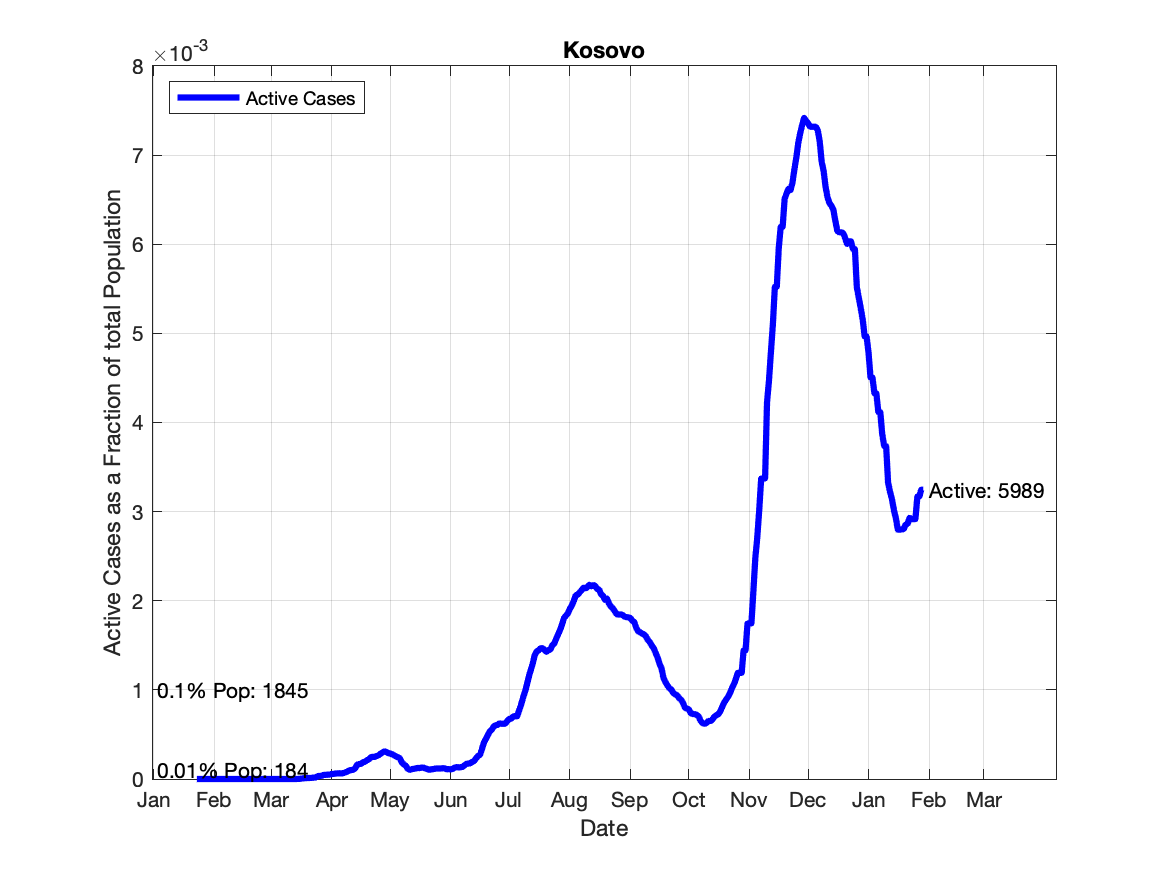 Kosovo
×10-3
8
Active Cases
7
6
5
4
3
2
1
0
Active Cases as a Fraction of total Population
Active: 5989
0.1% Pop: 1845
0.01% Pop: 184
Jan Feb Mar Apr May Jun Jul Aug Sep Oct Nov Dec Jan Feb Mar
Date